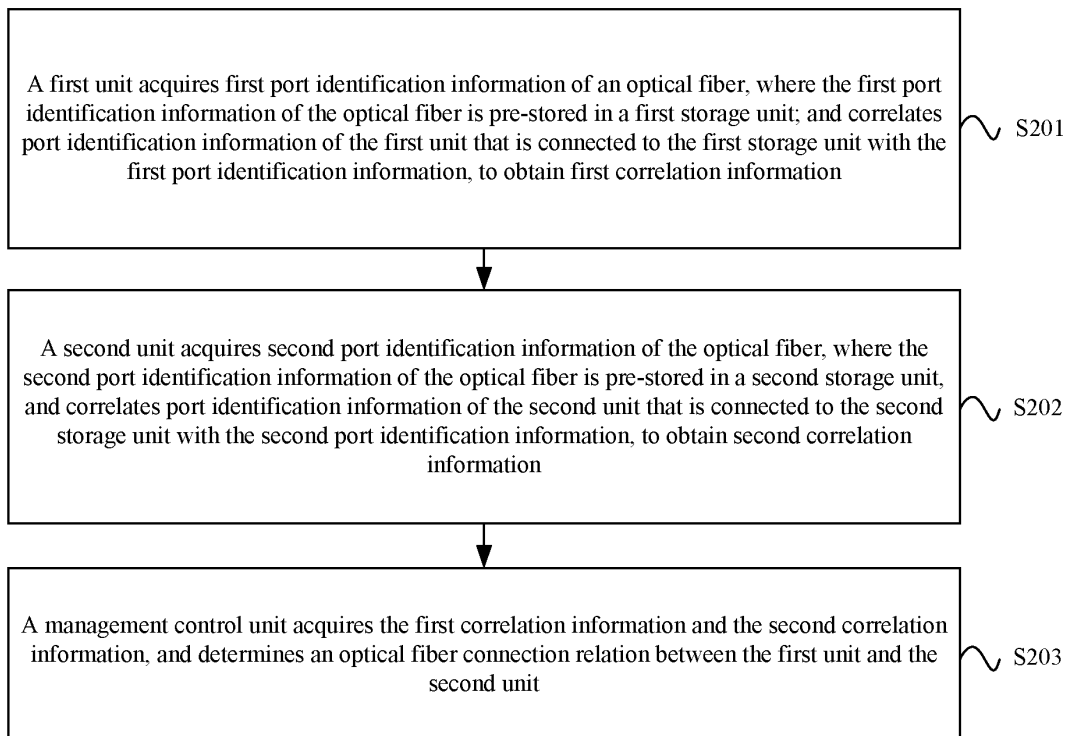 A first unit acquires first port identification information of an optical fiber, where the first port
identification information of the optical fiber is pre-stored in a first storage unit; and correlates
port identification information of the first unit that is connected to the first storage unit with the
first port identification information, to obtain first correlation information
S201
A second unit acquires second port identification information of the optical fiber, where the
second port identification information of the optical fiber is pre-stored in a second storage unit,
and correlates port identification information of the second unit that is connected to the second
storage unit with the second port identification information, to obtain second correlation
information
S202
A management control unit acquires the first correlation information and the second correlation
information, and determines an optical fiber connection relation between the first unit and the
second unit
S203